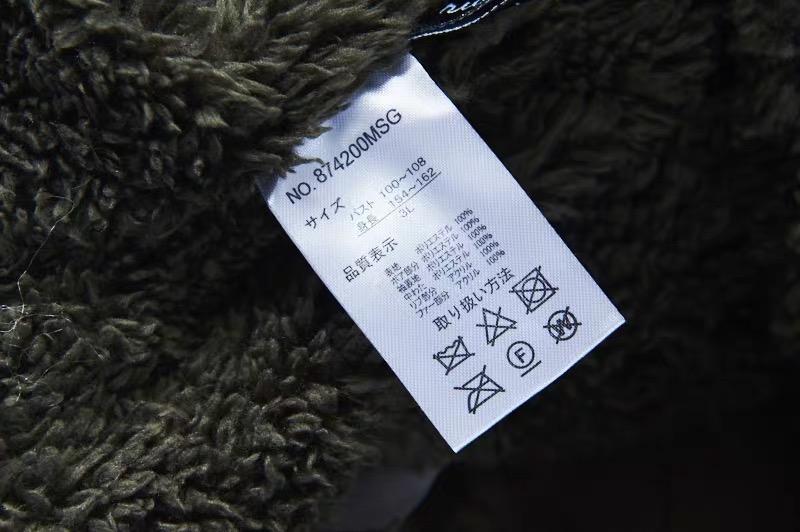 NO. 874200MSG
サイズ バスト 100～108
身長 154～162
3L
品質表示
表地 ポリエステル 100%
ボア部分 ポリエステル 100%
袖裏地 ポリエステル 100%
中わた ポリエステル 100%
リブ部分 アクリル 100%
ファー部分 アクリル 100%
取り扱い方法
F
W